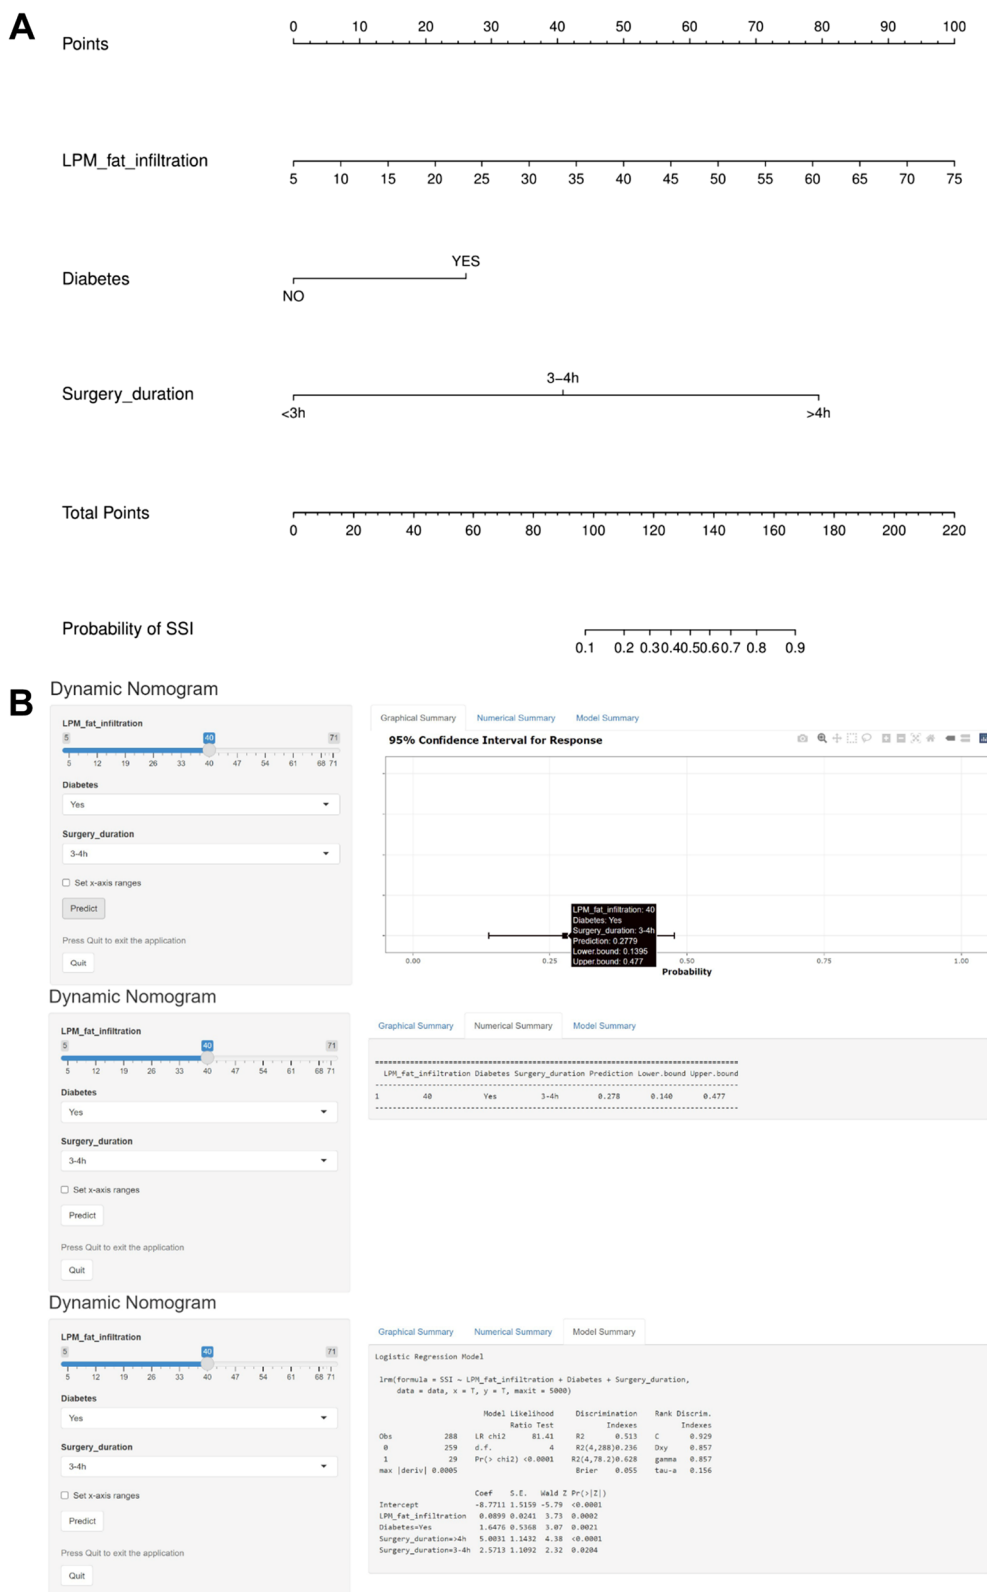 A
Points
0 10 20 30 40 50 60 70 80 90 100
LPM_fat_infiltration
5 10 15 20 25 30 35 40 45 50 55 60 65 70 75
YES
Diabetes
NO
3–4h
Surgery_duration
<3h >4h
Total Points
0 20 40 60 80 100 120 140 160 180 200 220
Probability of SSI
0.1 0.2 0.3 0.4 0.5 0.6 0.7 0.8 0.9
B
Dynamic Nomogram
LPM_fat_infiltration
5 40 71
5 12 19 26 33 40 47 54 61 68 71
Diabetes
Yes
Surgery_duration
3-4h
Set x-axis ranges
Predict
Press Quit to exit the application
Quit
Graphical Summary Numerical Summary Model Summary
95% Confidence Interval for Response
LPM_fat_infiltration: 40
Diabetes: Yes
Surgery_duration: 3-4h
Prediction: 0.2779
Lower.bound: 0.1395
Upper.bound: 0.477
0.00 0.25 0.50 0.75 1.00
Probability
Dynamic Nomogram
LPM_fat_infiltration
5 40 71
5 12 19 26 33 40 47 54 61 68 71
Diabetes
Yes
Surgery_duration
3-4h
Set x-axis ranges
Predict
Press Quit to exit the application
Quit
Graphical Summary Numerical Summary Model Summary
LPM_fat_infiltration Diabetes Surgery_duration Prediction Lower.bound Upper.bound
1 40 Yes 3-4h 0.278 0.140 0.477
Dynamic Nomogram
LPM_fat_infiltration
5 40 71
5 12 19 26 33 40 47 54 61 68 71
Diabetes
Yes
Surgery_duration
3-4h
Set x-axis ranges
Predict
Press Quit to exit the application
Quit
Graphical Summary Numerical Summary Model Summary
Logistic Regression Model
lrm(formula = SSI ~ LPM_fat_infiltration + Diabetes + Surgery_duration,
data = data, x = T, y = T, maxit = 5000)
Model Likelihood Discrimination Rank Discrim.
Ratio Test Indexes Indexes
Obs 288 LR chi2 81.41 R2 0.513 C 0.929
0 259 d.f. 4 R2(4,288)0.236 Dxy 0.857
1 29 Pr(> chi2) <0.0001 R2(4,78.2)0.628 gamma 0.857
max |deriv| 0.0005 Brier 0.055 tau-a 0.156
Coef S.E. Wald Z Pr(>|Z|)
Intercept -8.7711 1.5159 -5.79 <0.0001
LPM_fat_infiltration 0.0899 0.0241 3.73 0.0002
Diabetes=Yes 1.6476 0.5368 3.07 0.0021
Surgery_duration=>4h 5.0031 1.1432 4.38 <0.0001
Surgery_duration=3-4h 2.5713 1.1092 2.32 0.0204